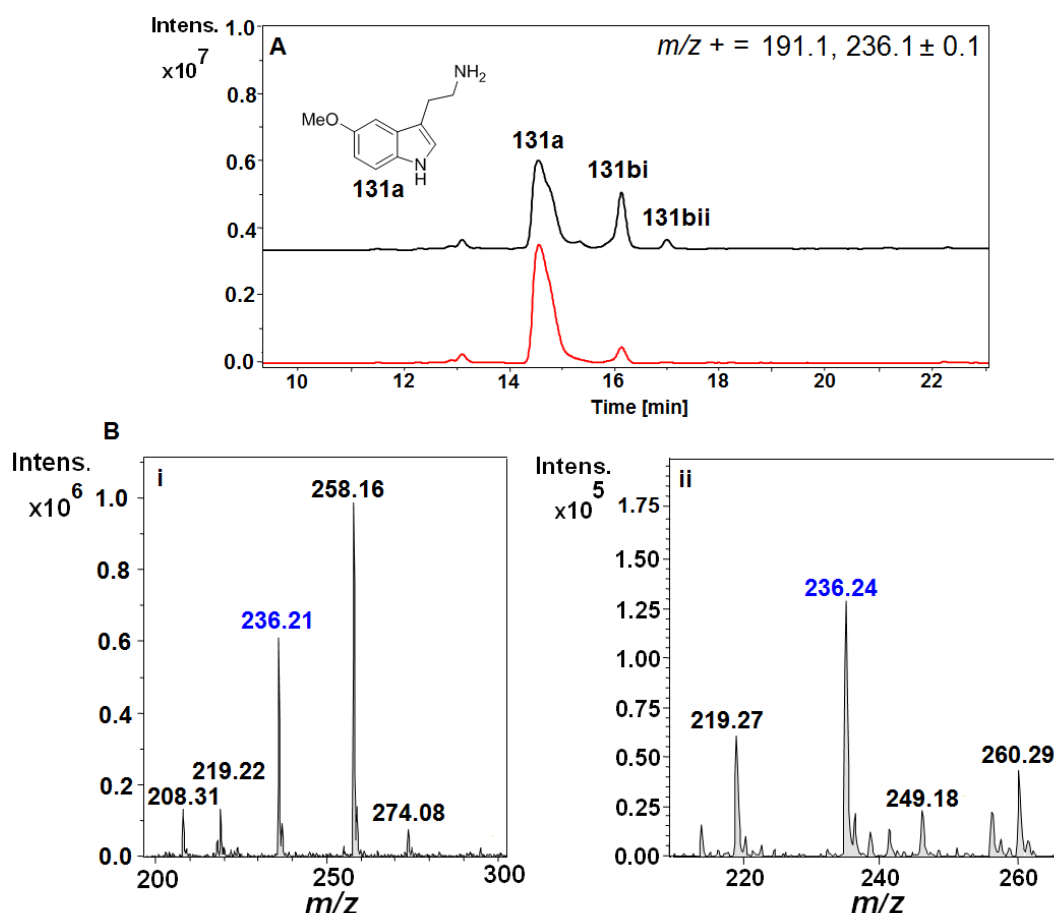 Intens.
x10^7
A
m/z + = 191.1, 236.1 ± 0.1
1.0
0.8
0.6
0.4
0.2
0.0
NH2
MeO
N
H
131a
131a
131bi
131bii
10 12 14 16 18 20 22
Time [min]
B
Intens.
x10^6
i
1.0
0.8
0.6
0.4
0.2
0.0
258.16
236.21
219.22
208.31
274.08
200 250 300
m/z
Intens.
x10^5
ii
1.75
1.50
1.25
1.00
0.75
0.50
0.25
0.00
236.24
219.27
260.29
249.18
220 240 260
m/z